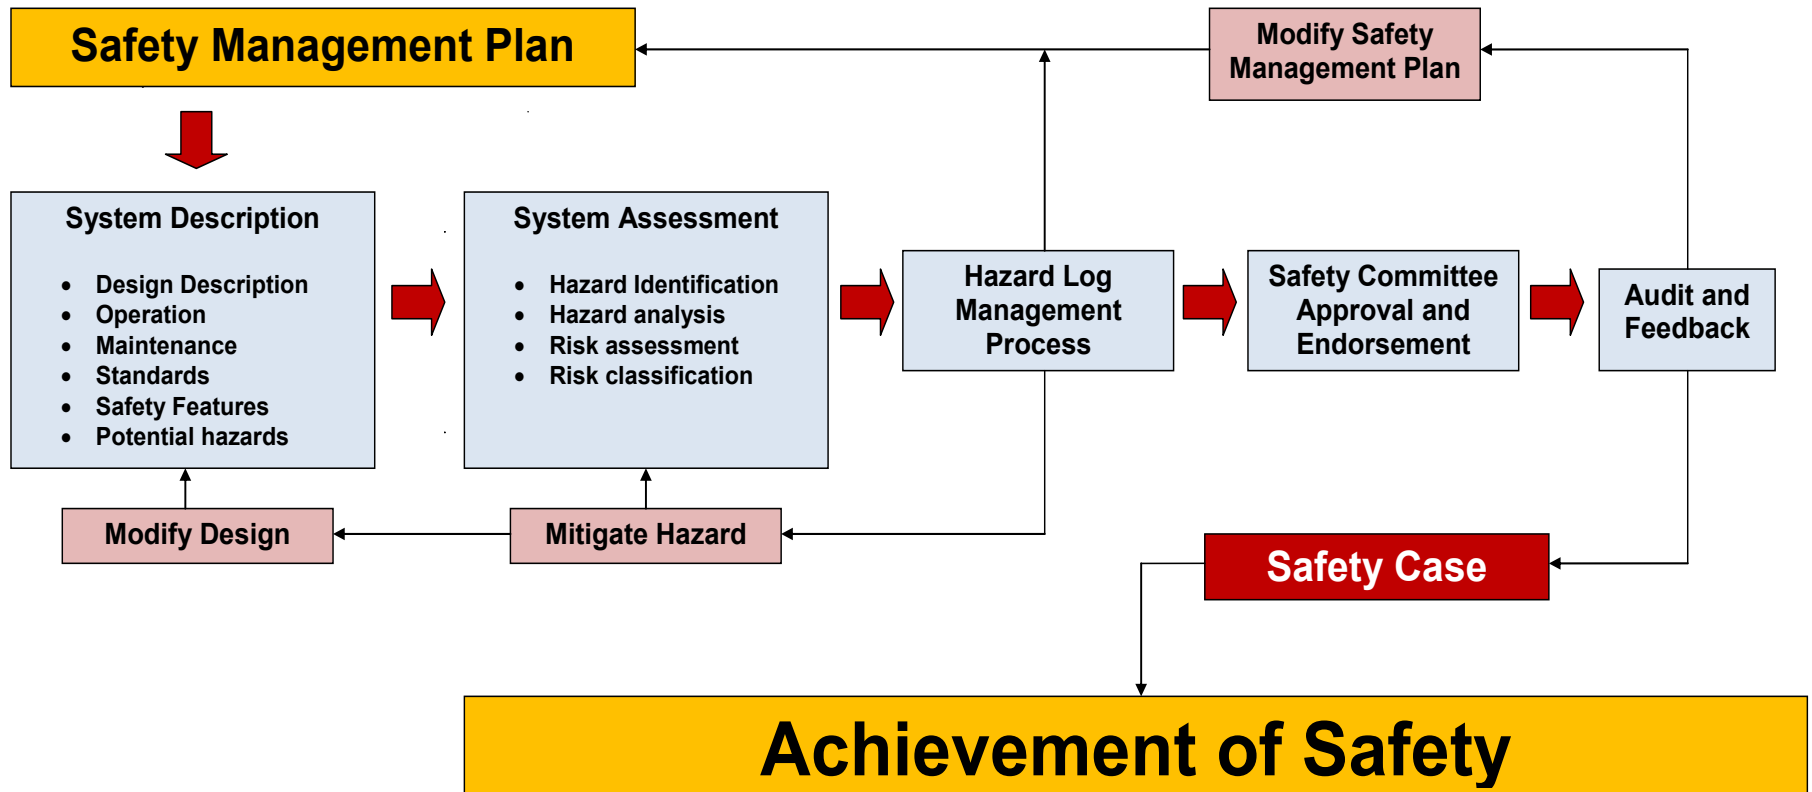 Safety Management Plan
Modify Safety
Management Plan
System Description
• Design Description
• Operation
• Maintenance
• Standards
• Safety Features
• Potential hazards
System Assessment
• Hazard Identification
• Hazard analysis
• Risk assessment
• Risk classification
Hazard Log
Management
Process
Safety Committee
Approval and
Endorsement
Audit and
Feedback
Modify Design
Mitigate Hazard
Safety Case
Achievement of Safety